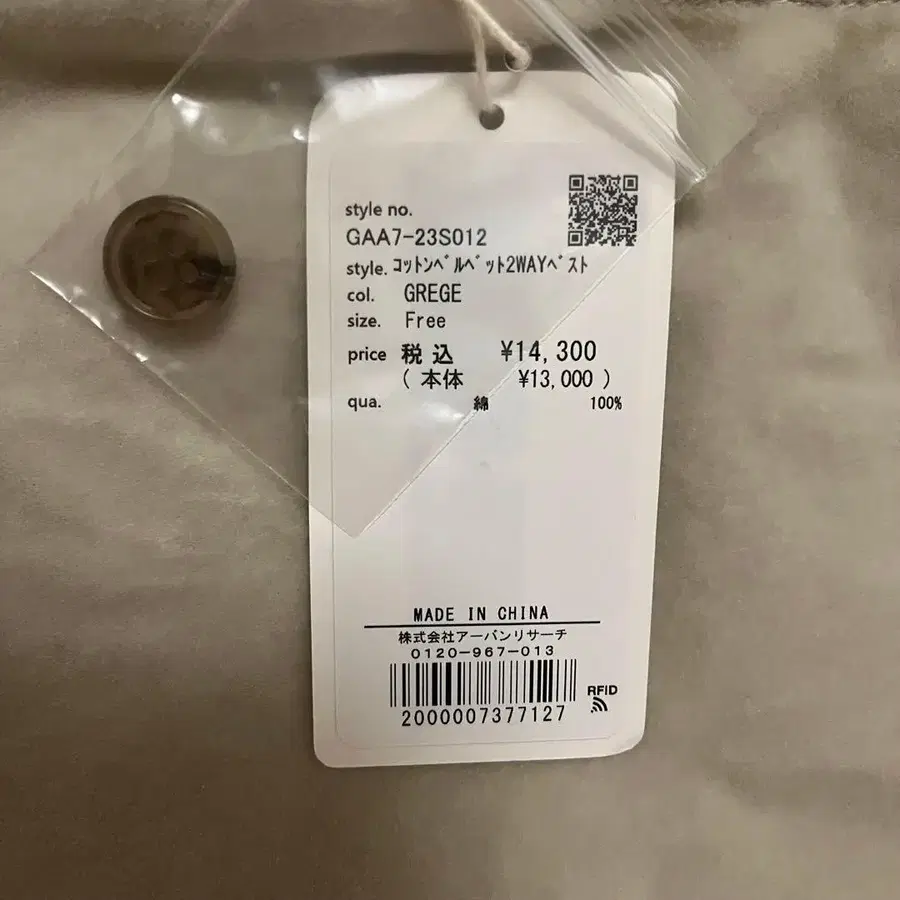 style no.
GAA7-23S012
style. コットンベルベット2WAYベスト
col. GREGE
size. Free
price 税込 ¥14,300
( 本体 ¥13,000 )
qua. 綿 100%
MADE IN CHINA
株式会社アーバンリサーチ
0120-967-013
RFID
2000007377127